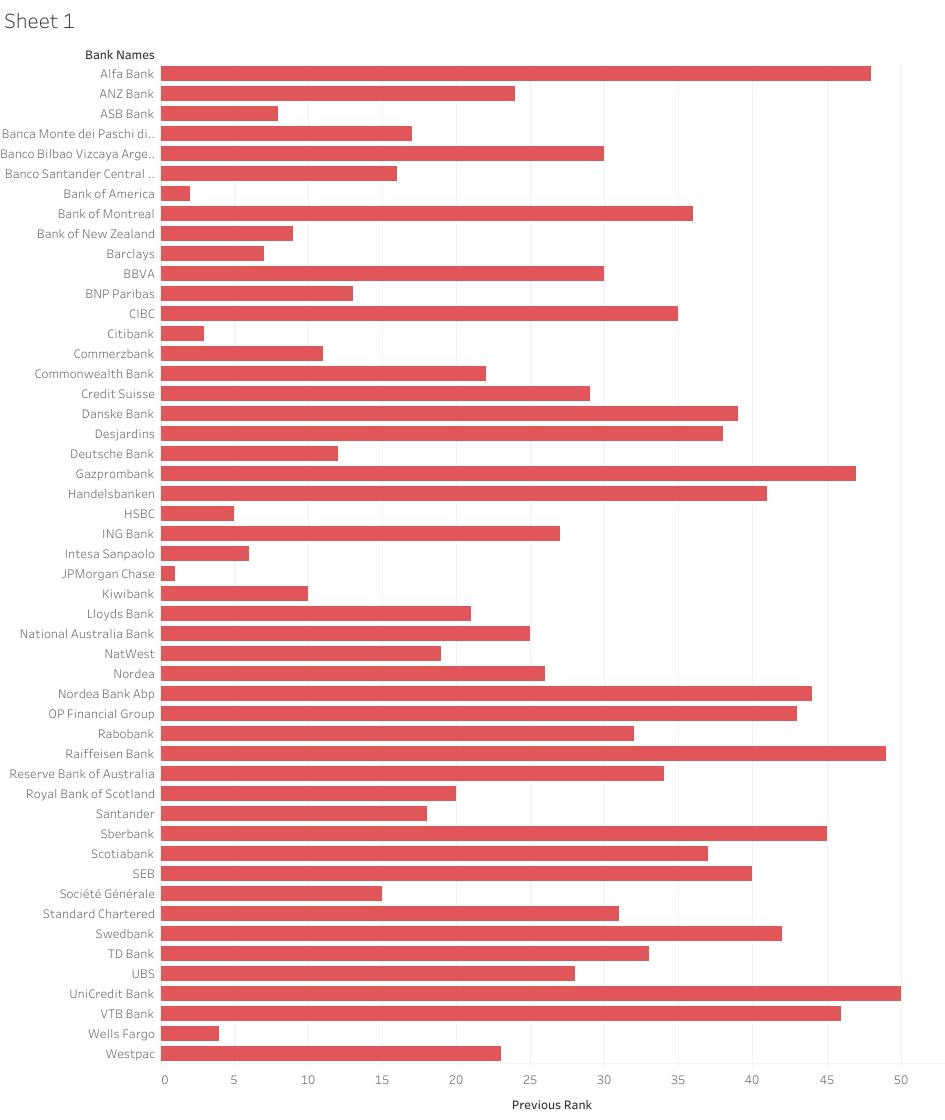 Sheet 1
Bank Names
Alfa Bank
ANZ Bank
ASB Bank
Banca Monte dei Paschi di..
Banco Bilbao Vizcaya Arge..
Banco Santander Central ..
Bank of America
Bank of Montreal
Bank of New Zealand
Barclays
BBVA
BNP Paribas
CIBC
Citibank
Commerzbank
Commonwealth Bank
Credit Suisse
Danske Bank
Desjardins
Deutsche Bank
Gazprombank
Handelsbanken
HSBC
ING Bank
Intesa Sanpaolo
JPMorgan Chase
Kiwibank
Lloyds Bank
National Australia Bank
NatWest
Nordea
Nordea Bank Abp
OP Financial Group
Rabobank
Raiffeisen Bank
Reserve Bank of Australia
Royal Bank of Scotland
Santander
Sberbank
Scotiabank
SEB
Société Générale
Standard Chartered
Swedbank
TD Bank
UBS
UniCredit Bank
VTB Bank
Wells Fargo
Westpac
0 5 10 15 20 25 30 35 40 45 50
Previous Rank